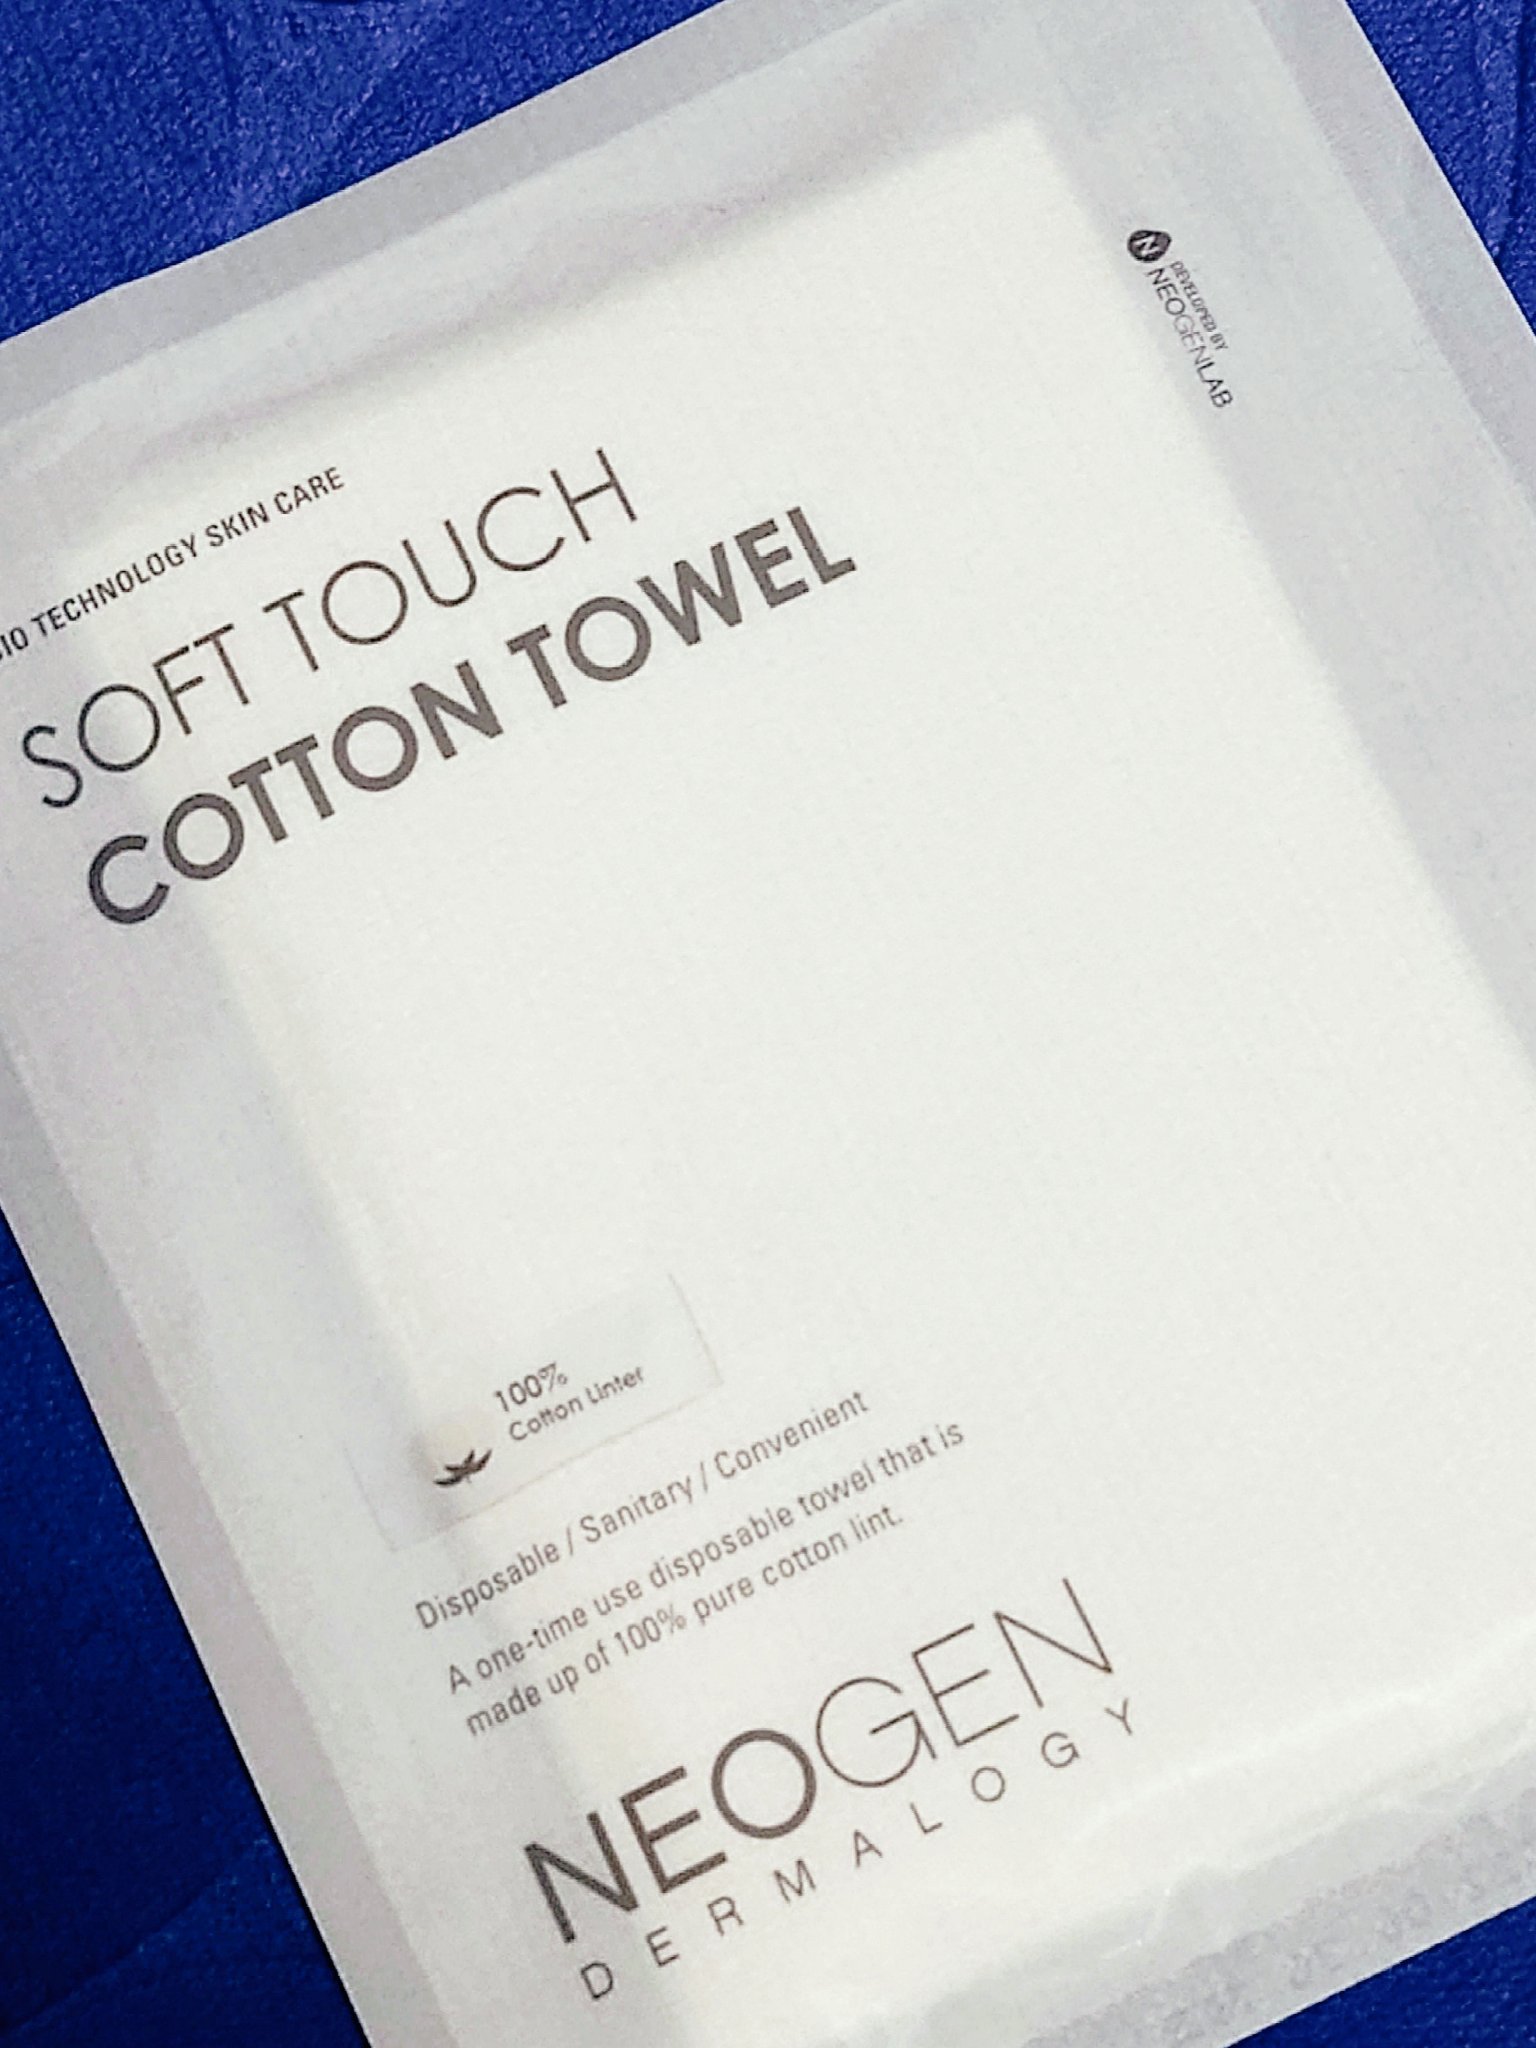 BIO TECHNOLOGY SKIN CARE
SOFT TOUCH
COTTON TOWEL
DEVELOPED BY
NEOGENLAB
100%
Cotton Linter
Disposable / Sanitary / Convenient
A one-time use disposable towel that is
made up of 100% pure cotton lint.
NEOGEN
DERMALOGY